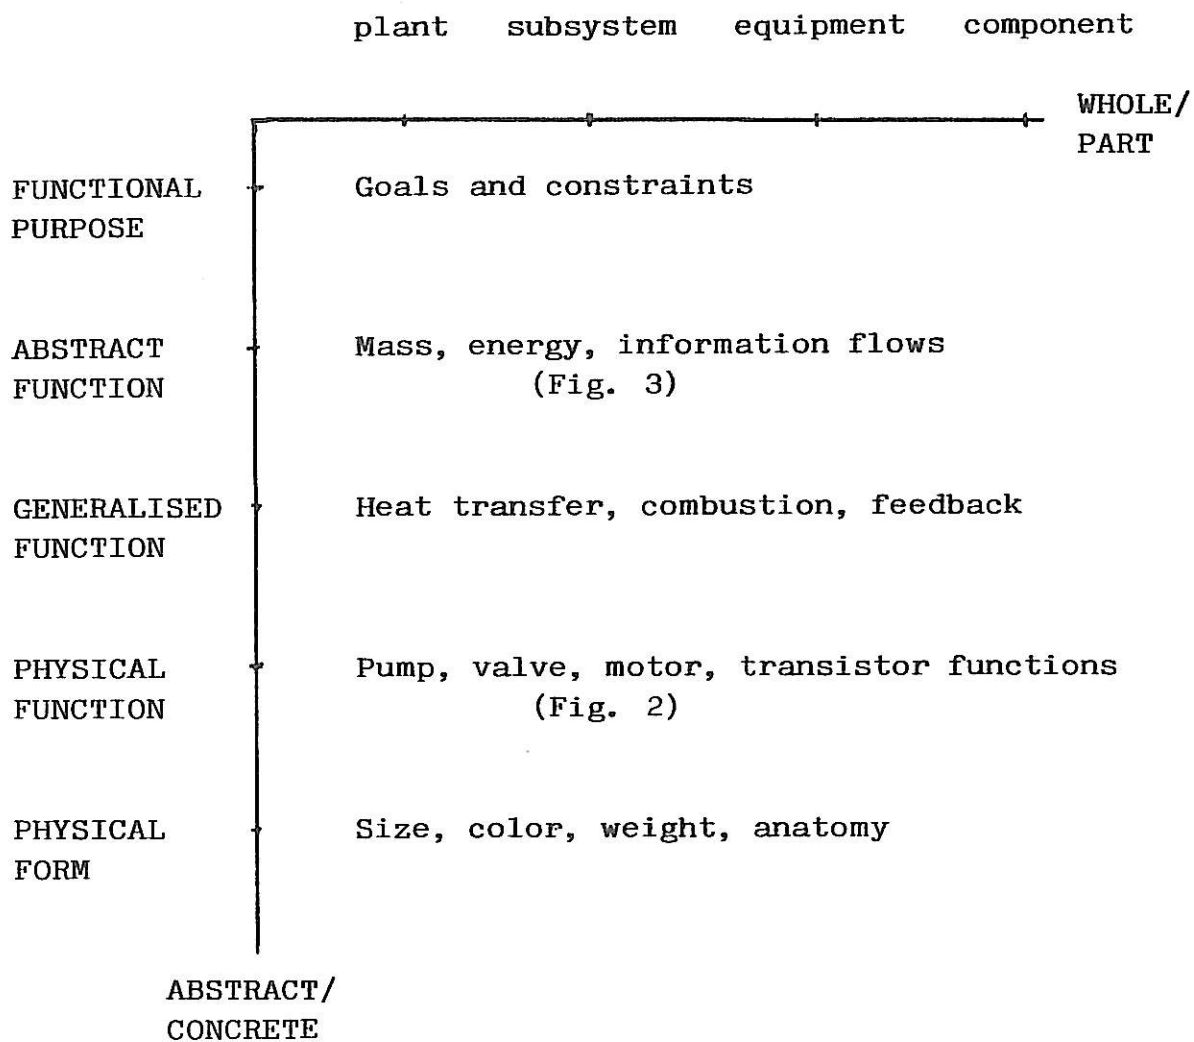 plant subsystem equipment component
WHOLE/
PART
FUNCTIONAL
PURPOSE
Goals and constraints
ABSTRACT
FUNCTION
Mass, energy, information flows
(Fig. 3)
GENERALISED
FUNCTION
Heat transfer, combustion, feedback
PHYSICAL
FUNCTION
Pump, valve, motor, transistor functions
(Fig. 2)
PHYSICAL
FORM
Size, color, weight, anatomy
ABSTRACT/
CONCRETE